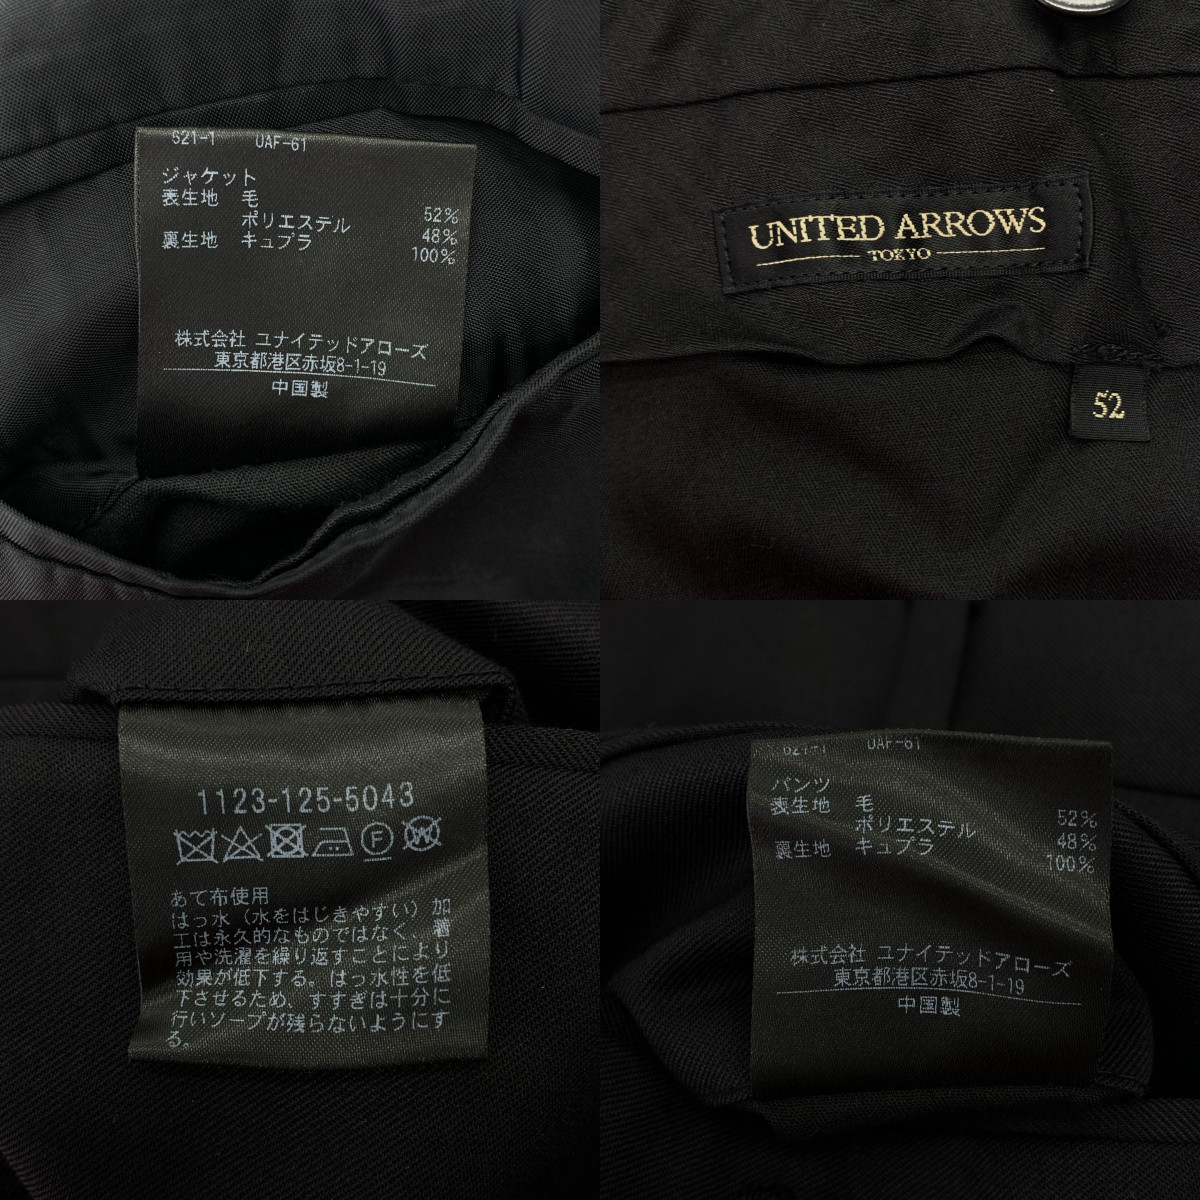 621-1 UAF-61
ジャケット
表生地 毛 52%
ポリエステル 48%
裏生地 キュプラ 100%
株式会社 ユナイテッドアローズ
東京都港区赤坂8-1-19
中国製
UNITED ARROWS
TOKYO
52
1123-125-5043
F
W
あて布使用
はっ水(水をはじきやすい)加
工は永久的なものではなく、着
用や洗濯を繰り返すごとにより
効果が低下する。はっ水性を低
下させるため、すすぎは十分に
行いソープが残らないようにす
る。
621-1 UAF-61
パンツ
表生地 毛 52%
ポリエステル 48%
裏生地 キュプラ 100%
株式会社 ユナイテッドアローズ
東京都港区赤坂8-1-19
中国製